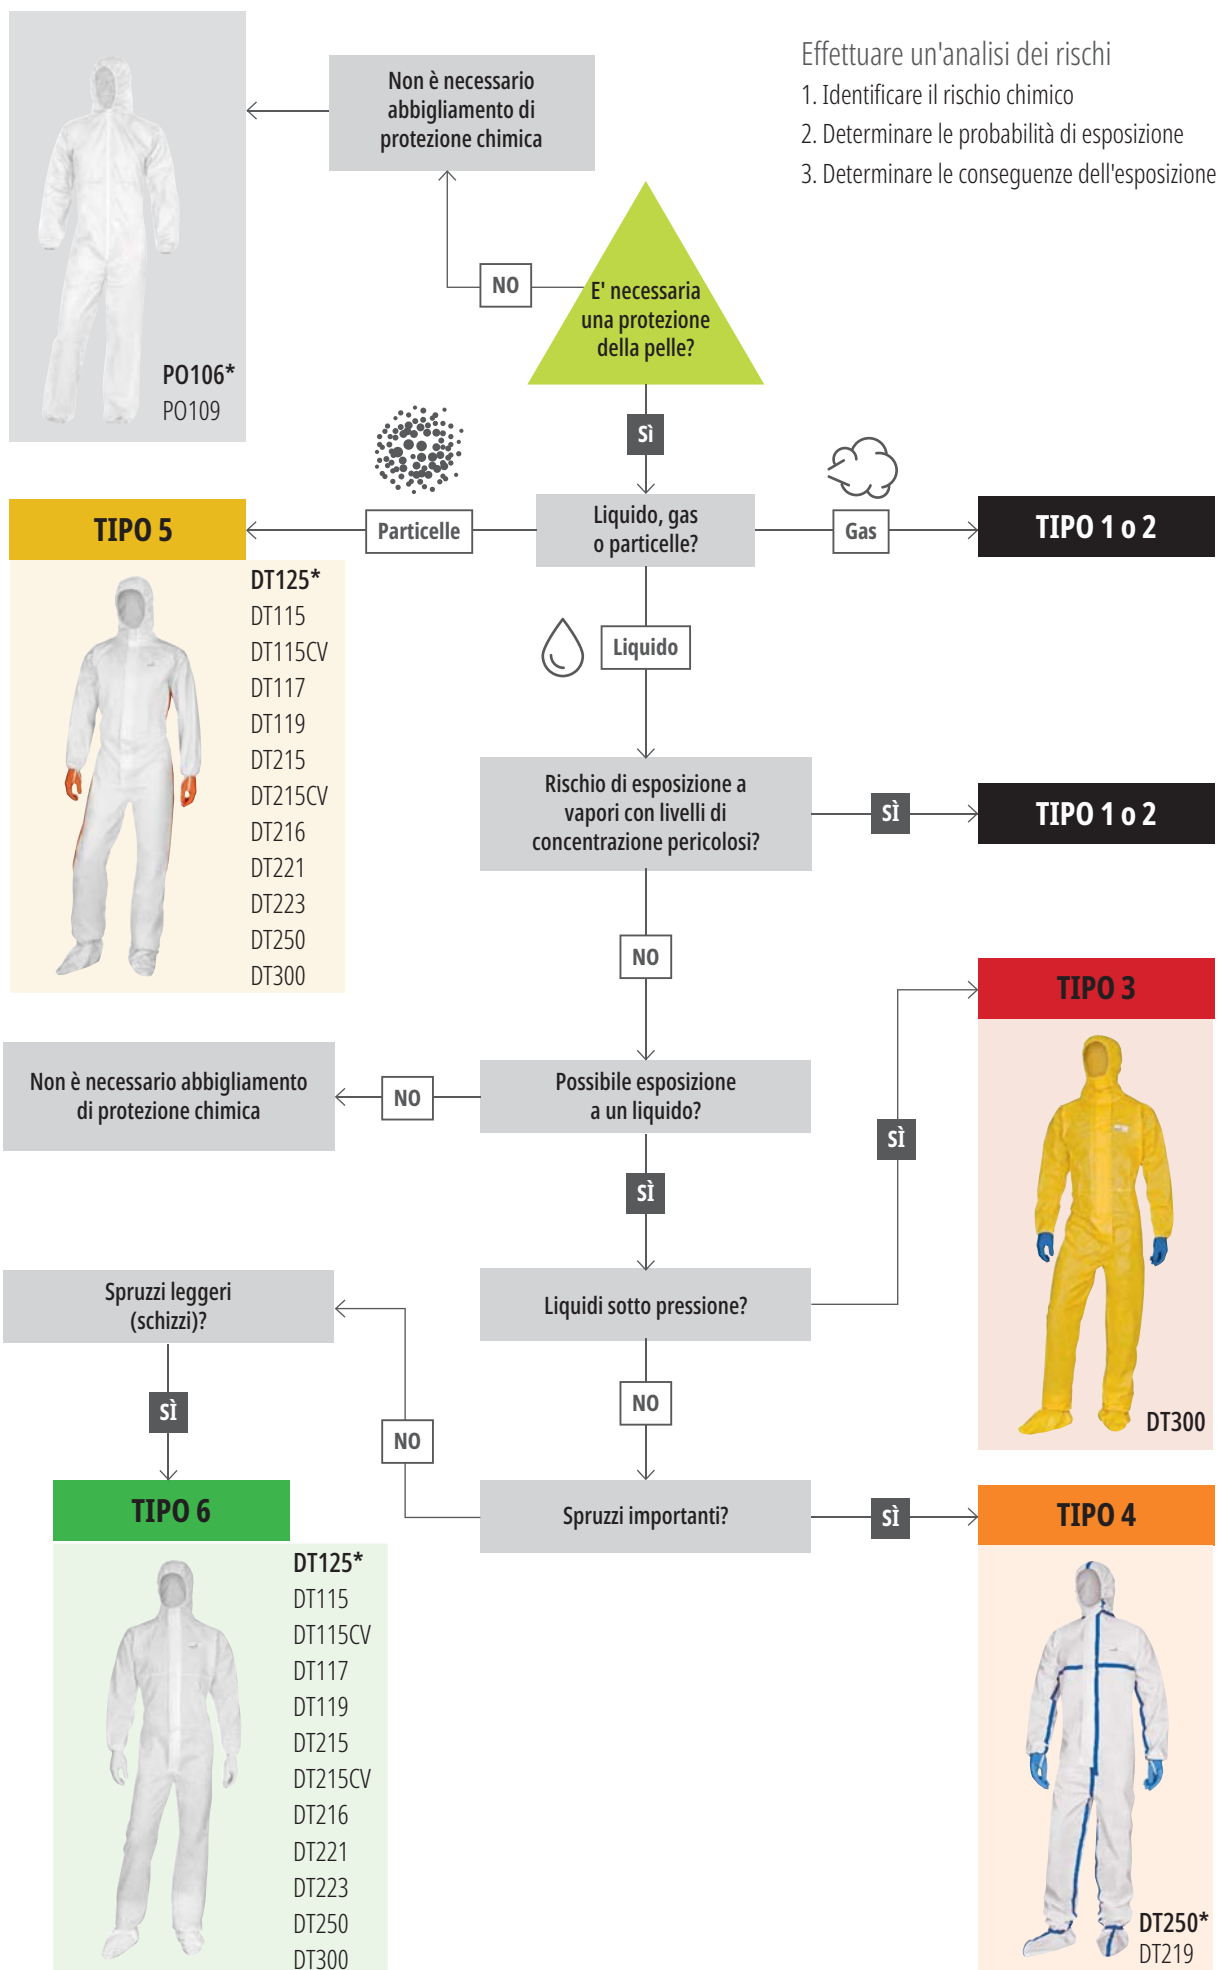 Effettuare un'analisi dei rischi
1. Identificare il rischio chimico
2. Determinare le probabilità di esposizione
3. Determinare le conseguenze dell'esposizione
Non è necessario
abbigliamento di
protezione chimica
NO
E' necessaria
una protezione
della pelle?
PO106*
PO109
Sì
Particelle
Liquido, gas
o particelle?
Gas
TIPO 1 o 2
TIPO 5
DT125*
DT115
DT115CV
DT117
DT119
DT215
DT215CV
DT216
DT221
DT223
DT250
DT300
Liquido
Rischio di esposizione a
vapori con livelli di
concentrazione pericolosi?
SÌ
TIPO 1 o 2
NO
Possibile esposizione
a un liquido?
NO
Non è necessario abbigliamento
di protezione chimica
SÌ
Liquidi sotto pressione?
SÌ
TIPO 3
DT300
NO
Spruzzi importanti?
SÌ
TIPO 4
DT250*
DT219
NO
Spruzzi leggeri
(schizzi)?
SÌ
TIPO 6
DT125*
DT115
DT115CV
DT117
DT119
DT215
DT215CV
DT216
DT221
DT223
DT250
DT300